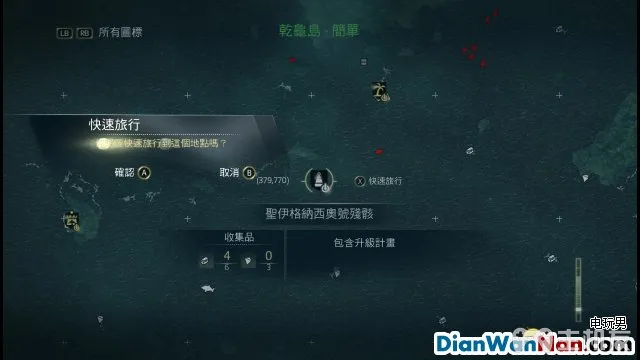 LB RB 所有圖標
乾龜島·簡單
快速旅行
快速旅行到這個地點嗎?
確認 A 取消 B
(379,770)
X 快速旅行
聖伊格納西奧號殘骸
收集品
4
6
0
3
包含升級計畫
电玩男
DianWanNan.com